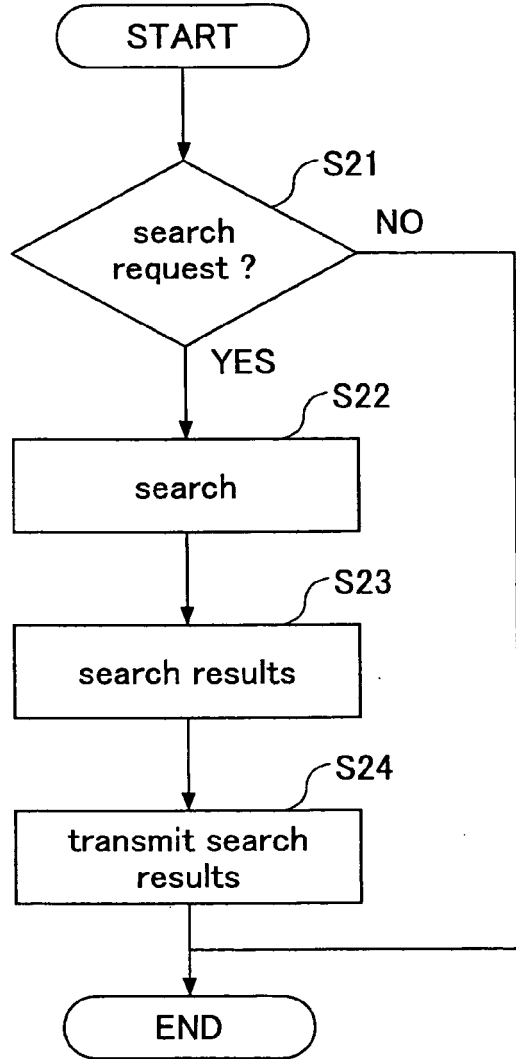 START
S21
NO
search
request ?
YES
S22
search
S23
search results
S24
transmit search
results
END